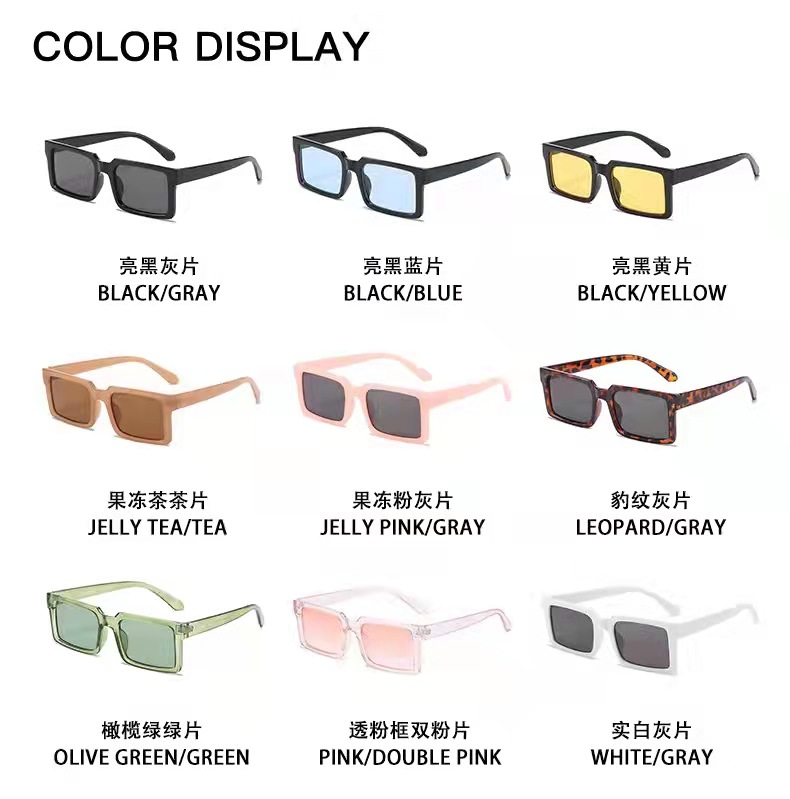 COLOR DISPLAY
亮黑灰片
BLACK/GRAY
亮黑蓝片
BLACK/BLUE
亮黑黄片
BLACK/YELLOW
果冻茶茶片
JELLY TEA/TEA
果冻粉灰片
JELLY PINK/GRAY
豹纹灰片
LEOPARD/GRAY
橄榄绿绿片
OLIVE GREEN/GREEN
透粉框双粉片
PINK/DOUBLE PINK
实白灰片
WHITE/GRAY